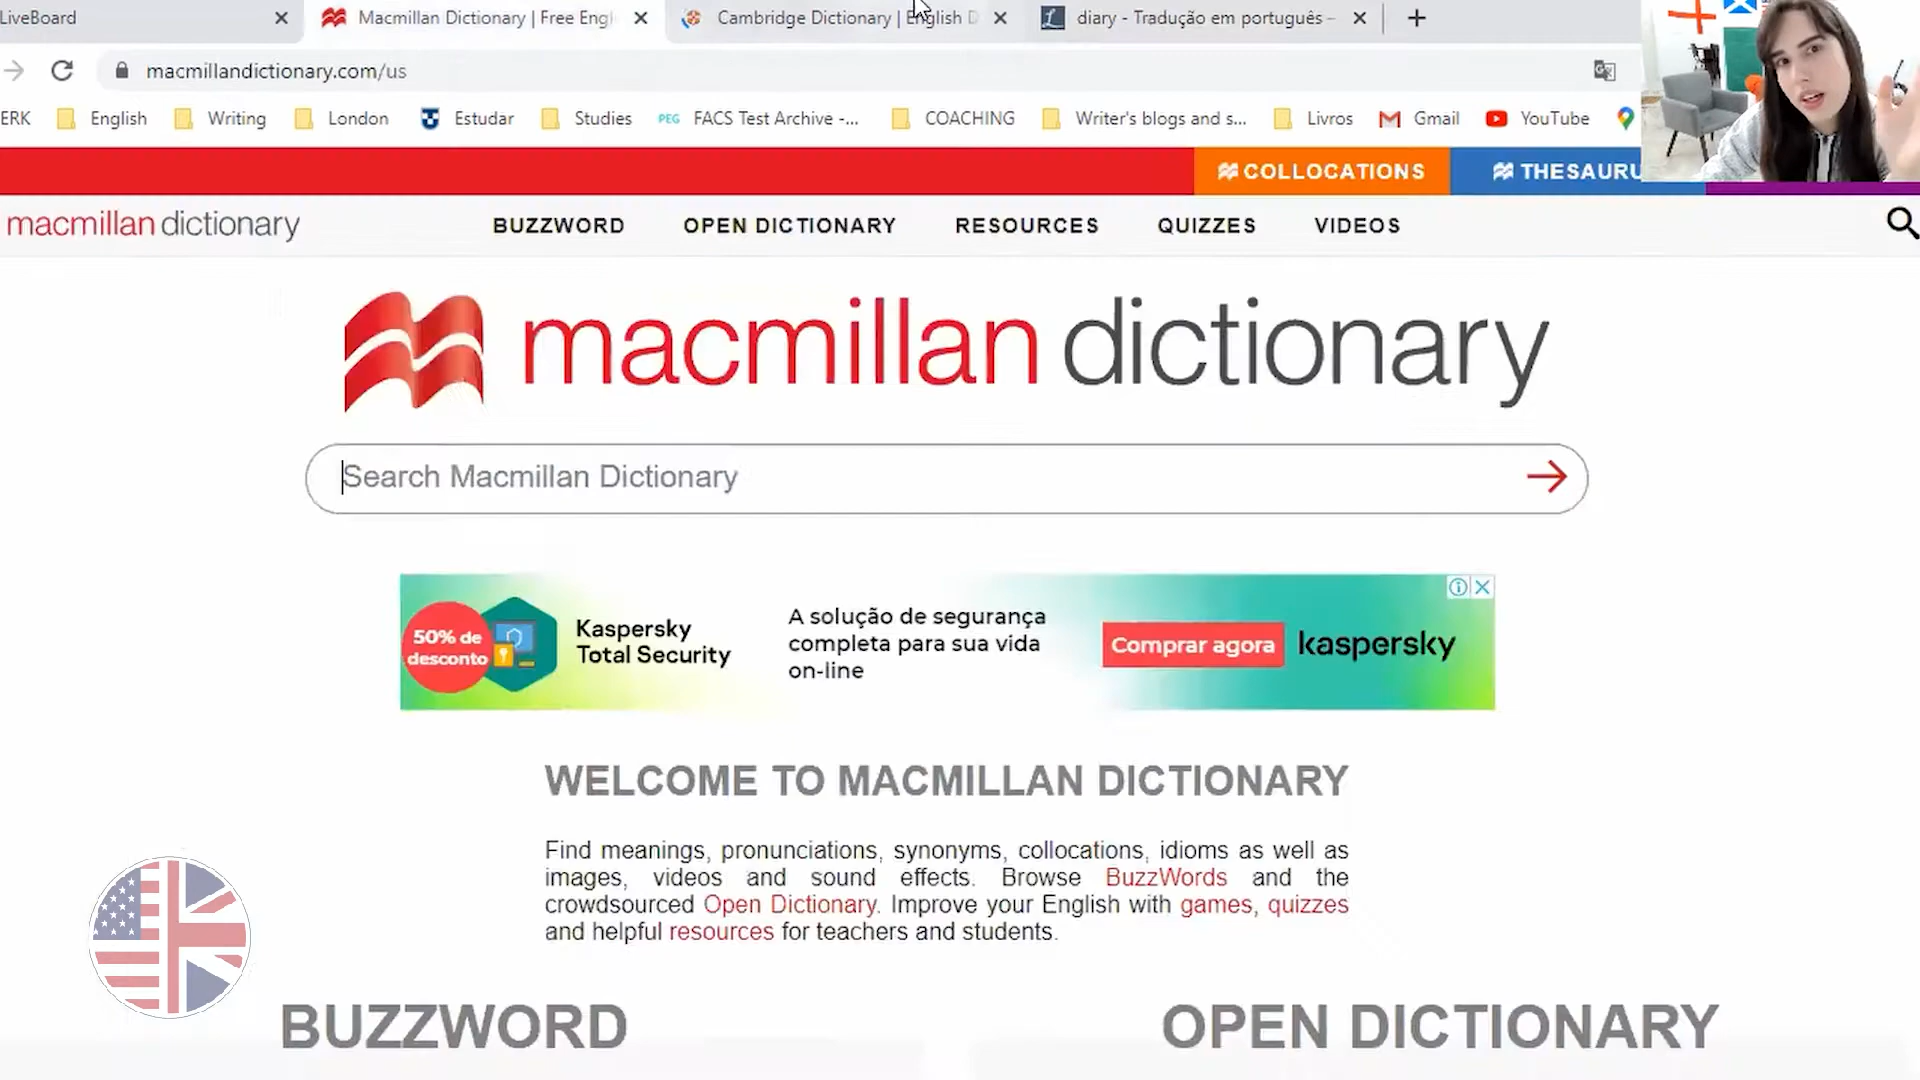 LiveBoard
Macmillan Dictionary | Free Engl
Cambridge Dictionary | English D
diary - Tradução em português –
macmillandictionary.com/us
ERK
English
Writing
London
Estudar
Studies
PEG FACS Test Archive -...
COACHING
Writer's blogs and s...
Livros
Gmail
YouTube
COLLOCATIONS
THESAURU
macmillan dictionary
BUZZWORD
OPEN DICTIONARY
RESOURCES
QUIZZES
VIDEOS
macmillan dictionary
Search Macmillan Dictionary
50% de
desconto
Kaspersky
Total Security
A solução de segurança
completa para sua vida
on-line
Comprar agora
kaspersky
WELCOME TO MACMILLAN DICTIONARY
Find meanings, pronunciations, synonyms, collocations, idioms as well as
images, videos and sound effects. Browse BuzzWords and the
crowdsourced Open Dictionary. Improve your English with games, quizzes
and helpful resources for teachers and students.
BUZZWORD
OPEN DICTIONARY